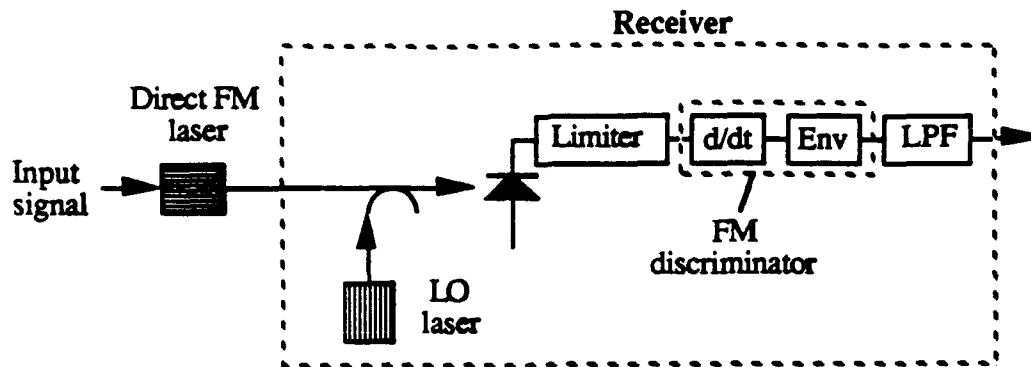 Receiver
Direct FM
laser
Input
signal
Limiter
d/dt
Env
LPF
FM
discriminator
LO
laser